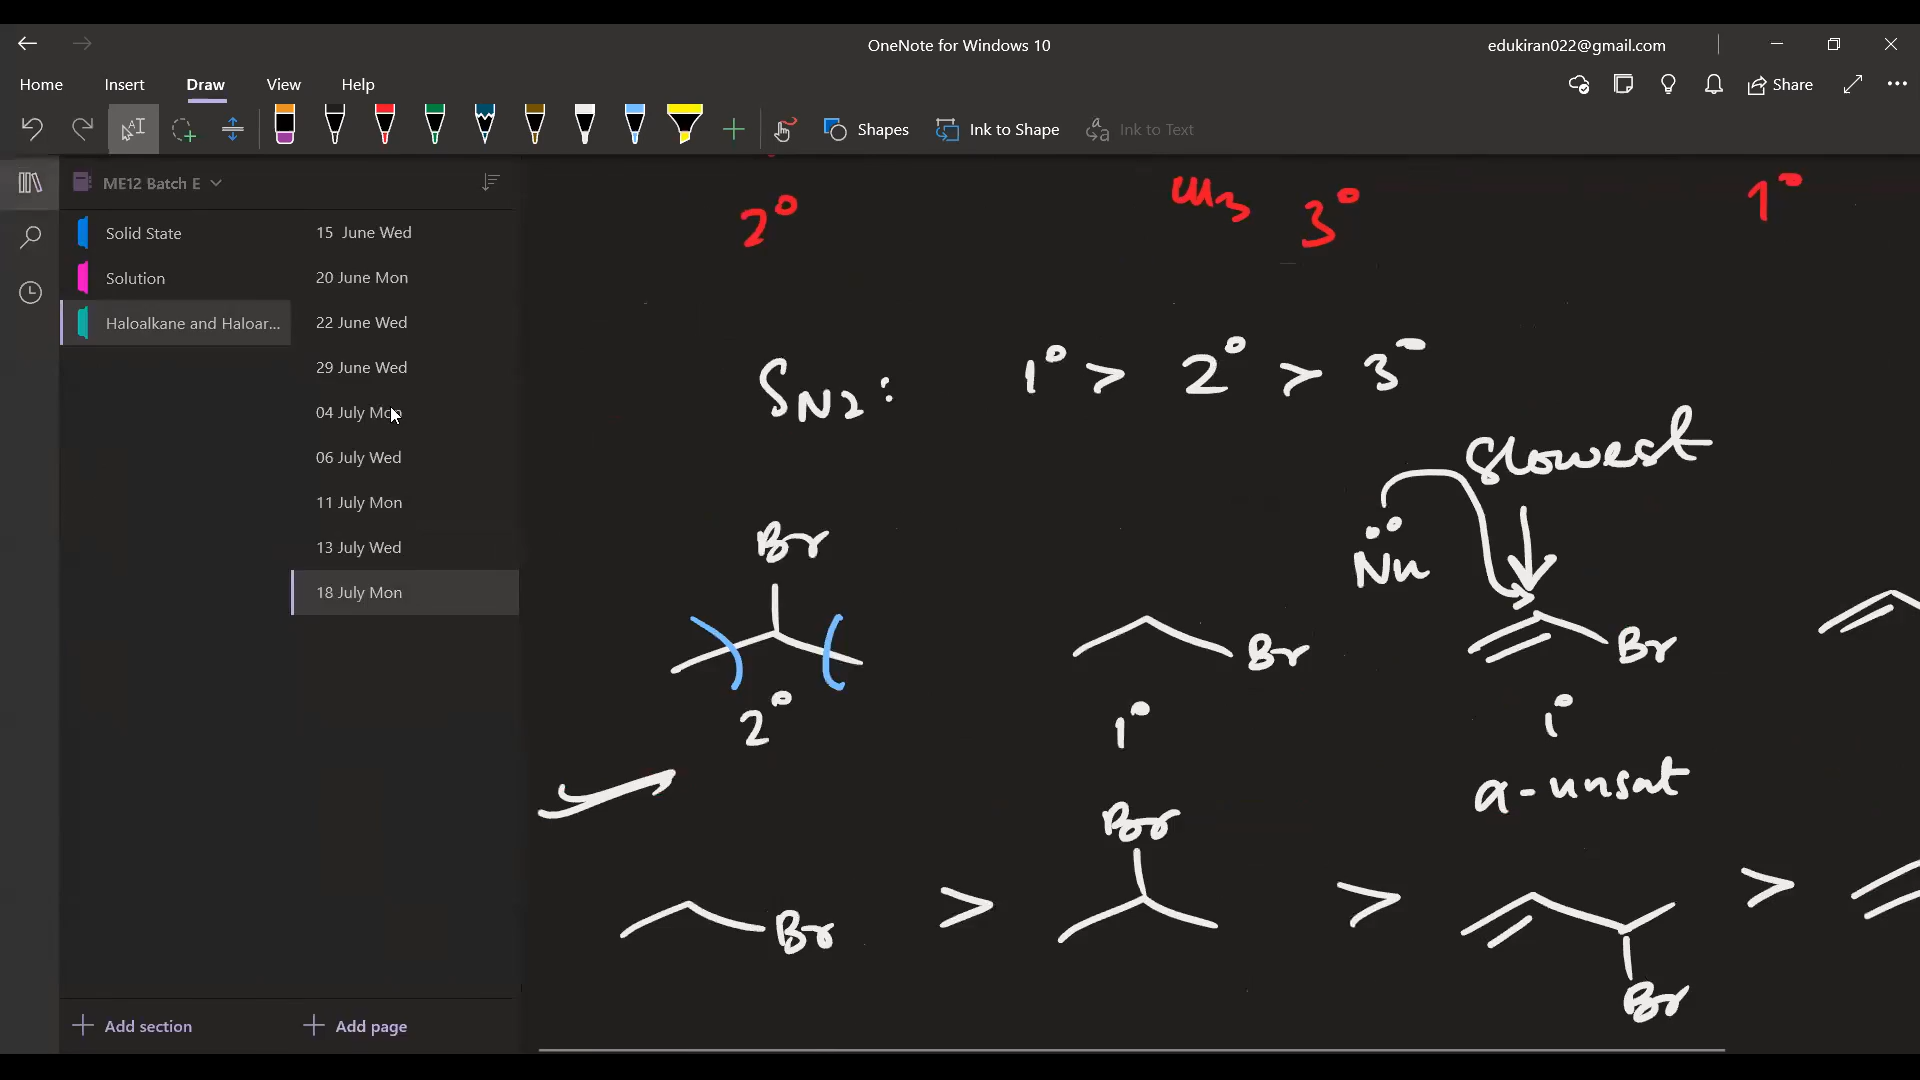 OneNote for Windows 10
edukiran022@gmail.com
Home Insert Draw View Help
Share
Shapes Ink to Shape Ink to Text
ME12 Batch E
Solid State
Solution
Haloalkane and Haloar...
15 June Wed
20 June Mon
22 June Wed
29 June Wed
04 July Mon
06 July Wed
11 July Mon
13 July Wed
18 July Mon
Add section
Add page
2° 3° 1°
SN2: 1° > 2° > 3°
Slowest
Nu
Br
Br Br
2° 1° 1°
a-unsat
Br
Br > > >
Br